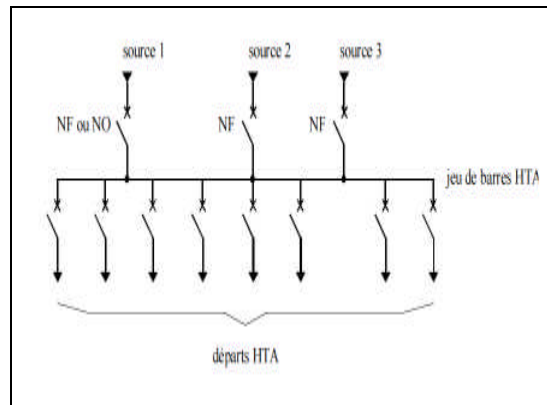 source 1 source 2 source 3
NF ou NO NF NF
jeu de barres HTA
départs HTA